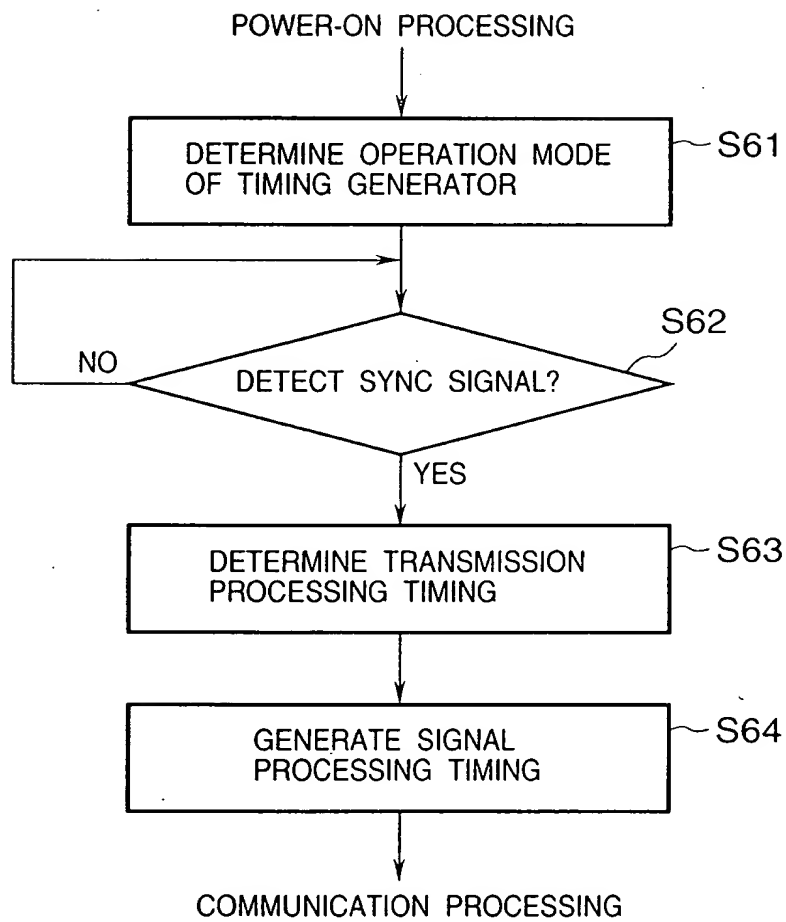 POWER-ON PROCESSING
DETERMINE OPERATION MODE
OF TIMING GENERATOR
S61
S62
NO
DETECT SYNC SIGNAL?
YES
DETERMINE TRANSMISSION
PROCESSING TIMING
S63
GENERATE SIGNAL
PROCESSING TIMING
S64
COMMUNICATION PROCESSING